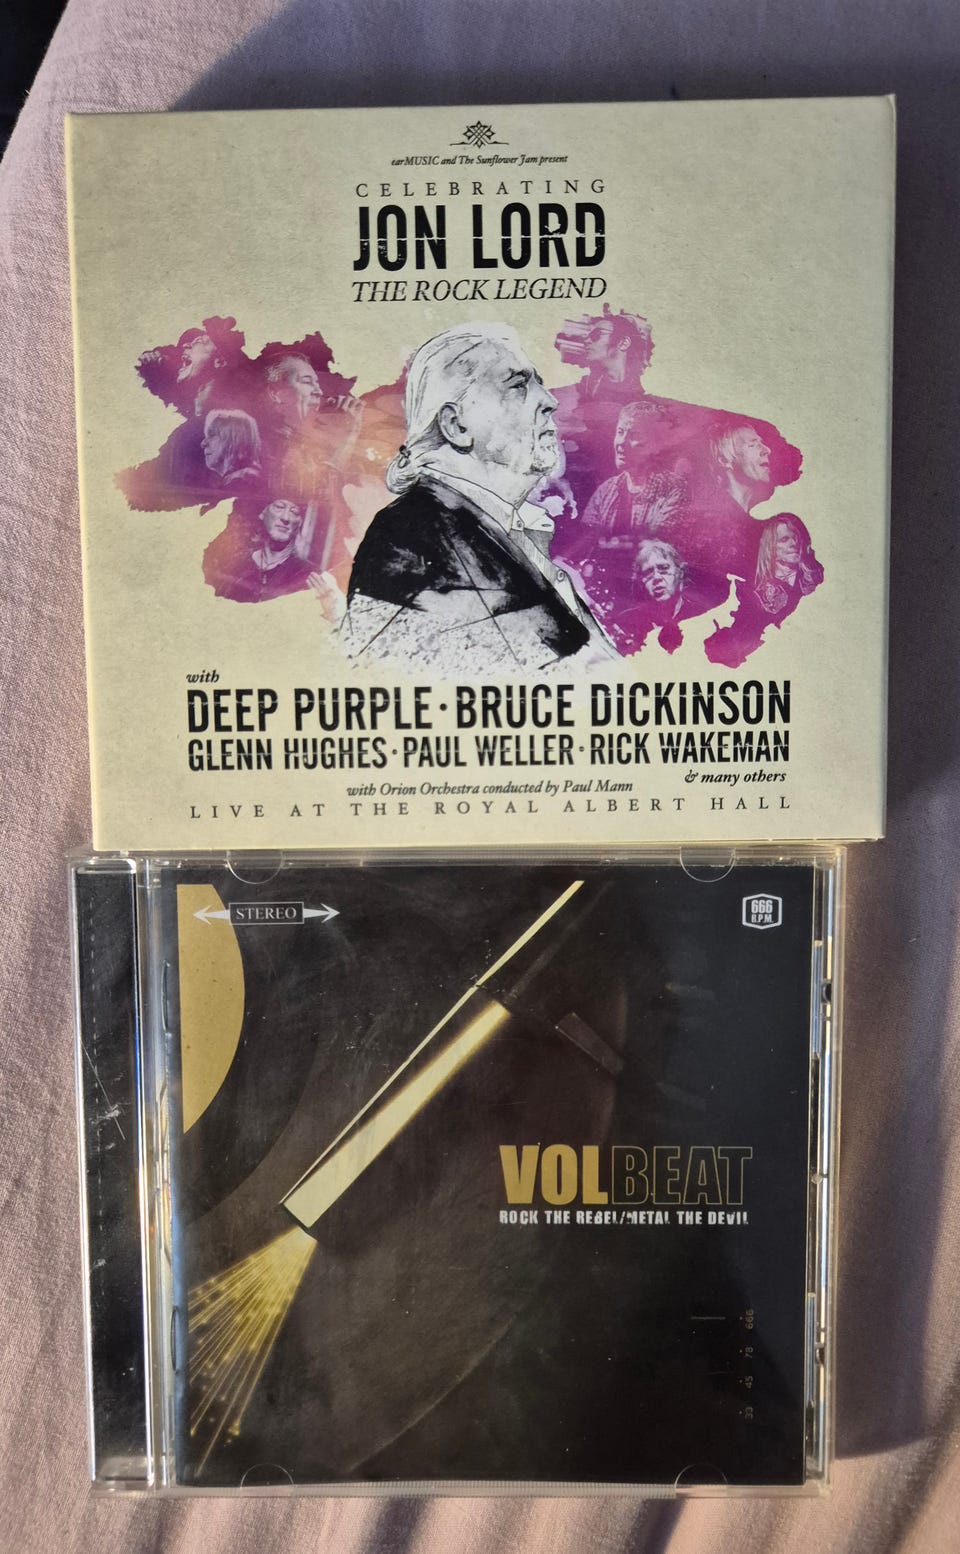 earMUSIC and The Sunflower Jam present
CELEBRATING
JON LORD
THE ROCK LEGEND
with
DEEP PURPLE · BRUCE DICKINSON
GLENN HUGHES · PAUL WELLER · RICK WAKEMAN
& many others
with Orion Orchestra conducted by Paul Mann
LIVE AT THE ROYAL ALBERT HALL
STEREO
666
R.P.M.
VOLBEAT
ROCK THE REBEL/METAL THE DEVIL
33 45 78 666